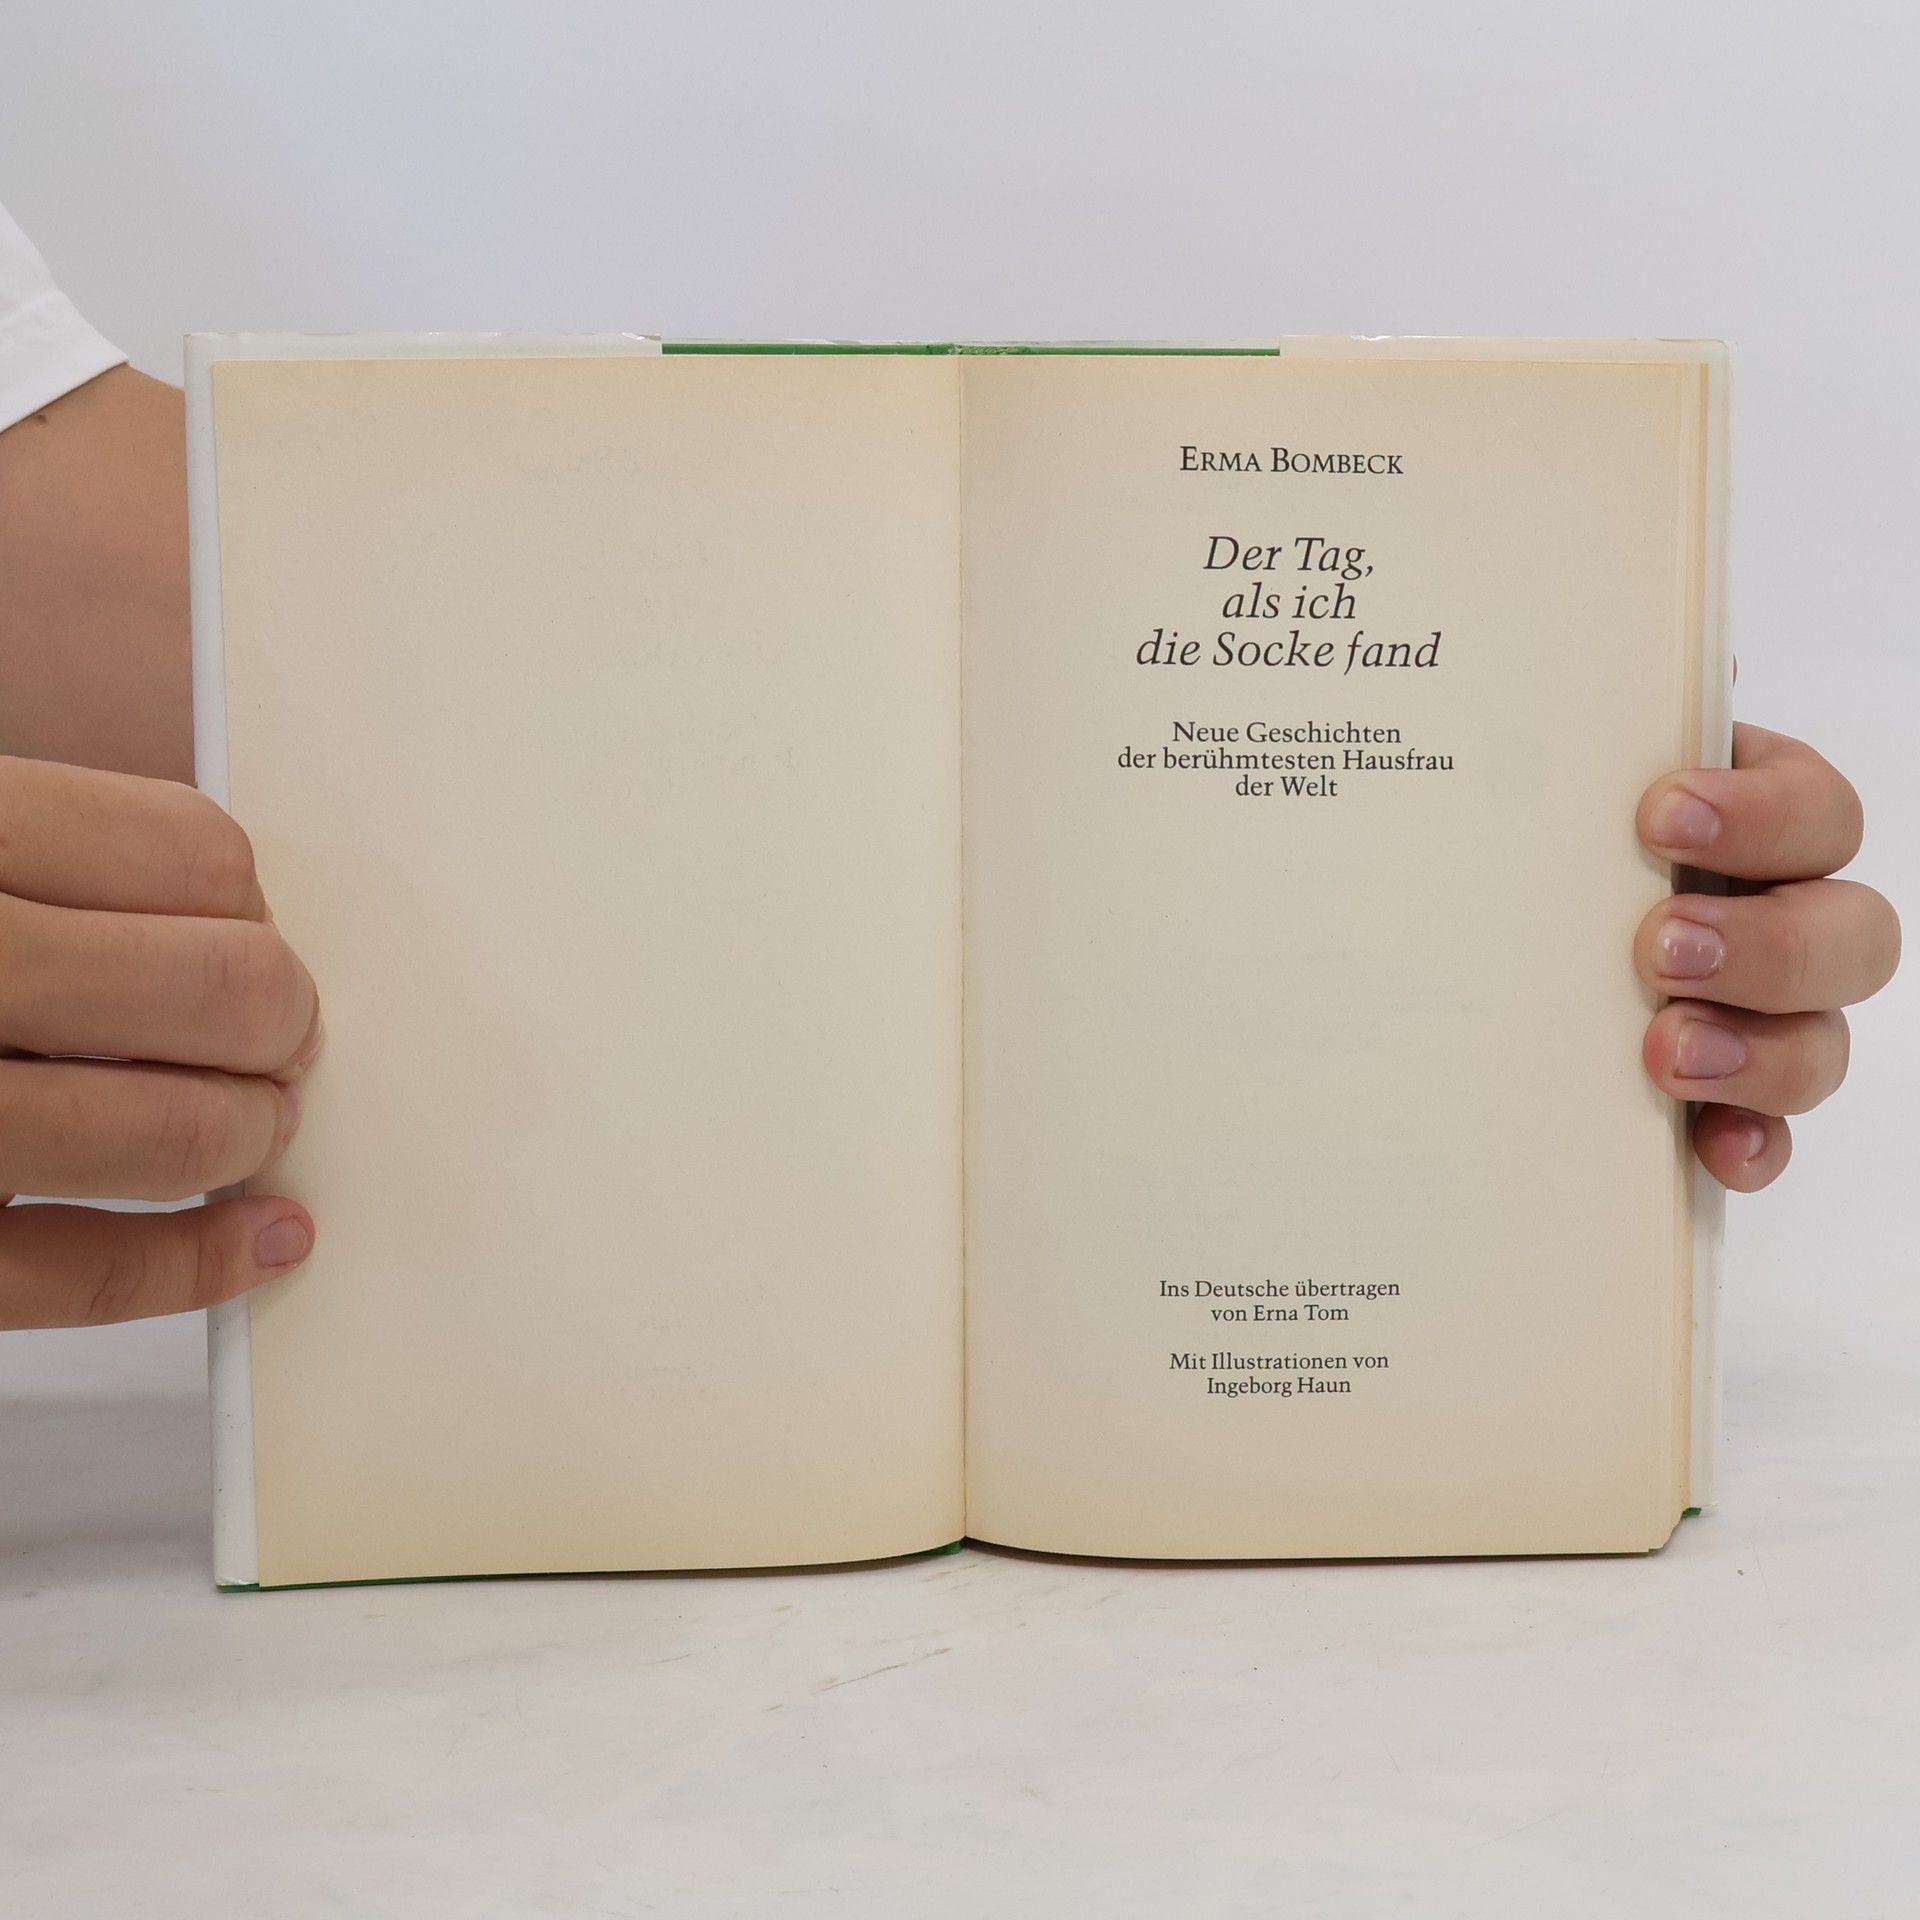 ERMA BOMBECK
Der Tag,
als ich
die Socke fand
Neue Geschichten
der berühmtesten Hausfrau
der Welt
Ins Deutsche übertragen
von Erna Tom
Mit Illustrationen von
Ingeborg Haun